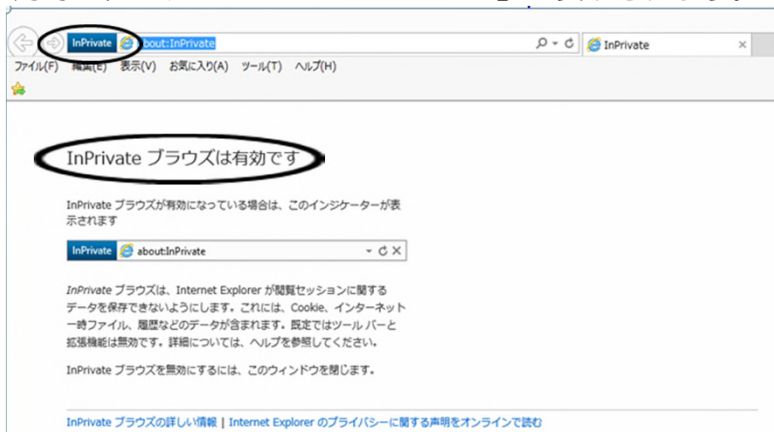 InPrivate about:InPrivate InPrivate ×
ファイル(F) 編集(E) 表示(V) お気に入り(A) ツール(T) ヘルプ(H)
InPrivate ブラウズは有効です
InPrivate ブラウズが有効になっている場合は、このインジケーターが表
示されます
InPrivate about:InPrivate
InPrivate ブラウズは、Internet Explorer が閲覧セッションに関する
データを保存できないようにします。これには、Cookie、インターネット
一時ファイル、履歴などのデータが含まれます。既定ではツール バーと
拡張機能は無効です。詳細については、ヘルプを参照してください。
InPrivate ブラウズを無効にするには、このウィンドウを閉じます。
InPrivate ブラウズの詳しい情報 | Internet Explorer のプライバシーに関する声明をオンラインで読む